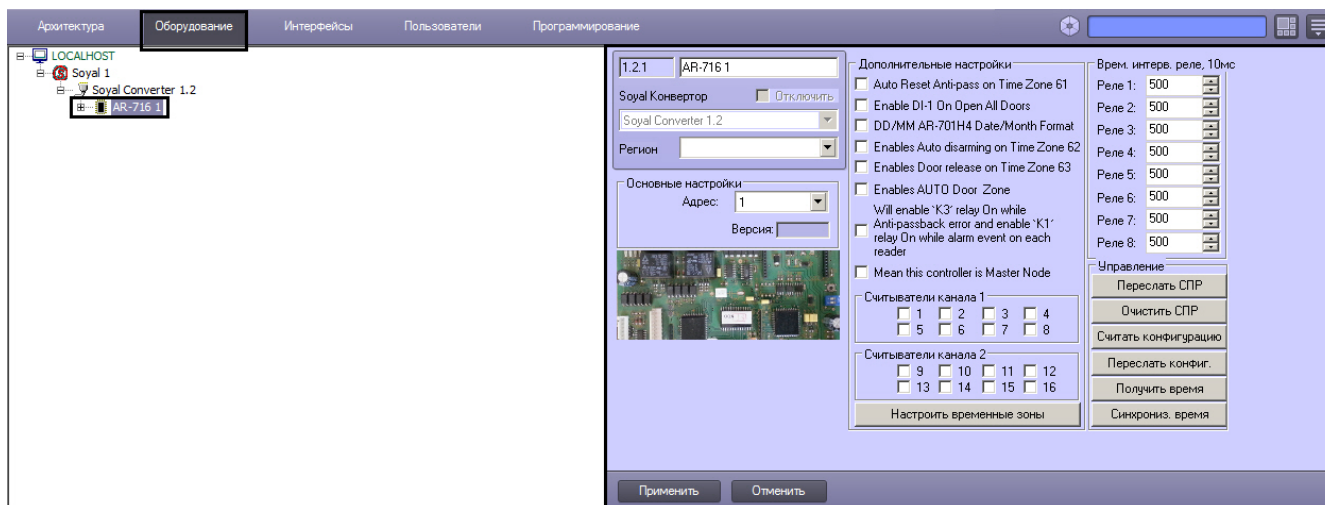 Архитектура Оборудование Интерфейсы Пользователи Программирование
LOCALHOST
Soyal 1
Soyal Converter 1.2
AR-716 1
1.2.1 AR-716 1
Soyal Конвертор Отключить
Soyal Converter 1.2
Регион
Основные настройки
Адрес: 1
Версия:
Дополнительные настройки
Auto Reset Anti-pass on Time Zone 61
Enable DI-1 On Open All Doors
DD/MM AR-701H4 Date/Month Format
Enables Auto disarming on Time Zone 62
Enables Door release on Time Zone 63
Enables AUTO Door Zone
Will enable `K3´ relay On while
Anti-passback error and enable `K1´
relay On while alarm event on each
reader
Mean this controller is Master Node
Считыватели канала 1
1 2 3 4
5 6 7 8
Считыватели канала 2
9 10 11 12
13 14 15 16
Настроить временные зоны
Врем. интерв. реле, 10мс
Реле 1: 500
Реле 2: 500
Реле 3: 500
Реле 4: 500
Реле 5: 500
Реле 6: 500
Реле 7: 500
Реле 8: 500
Управление
Переслать СПР
Очистить СПР
Считать конфигурацию
Переслать конфиг.
Получить время
Синхрониз. время
Применить Отменить